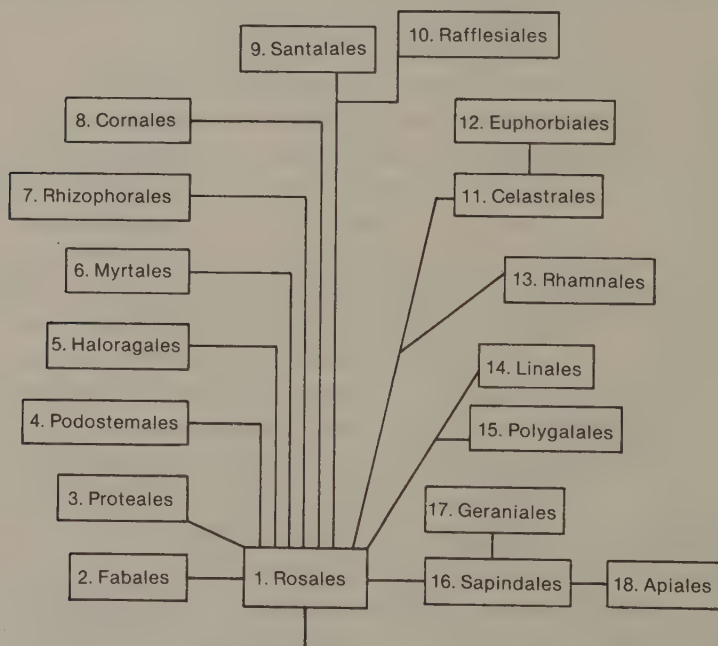 9. Santalales
10. Rafflesiales
8. Cornales
12. Euphorbiales
7. Rhizophorales
11. Celastrales
6. Myrtales
13. Rhamnales
5. Haloragales
14. Linales
4. Podostemales
15. Polygalales
3. Proteales
17. Geraniales
2. Fabales
1. Rosales
16. Sapindales
18. Apiales